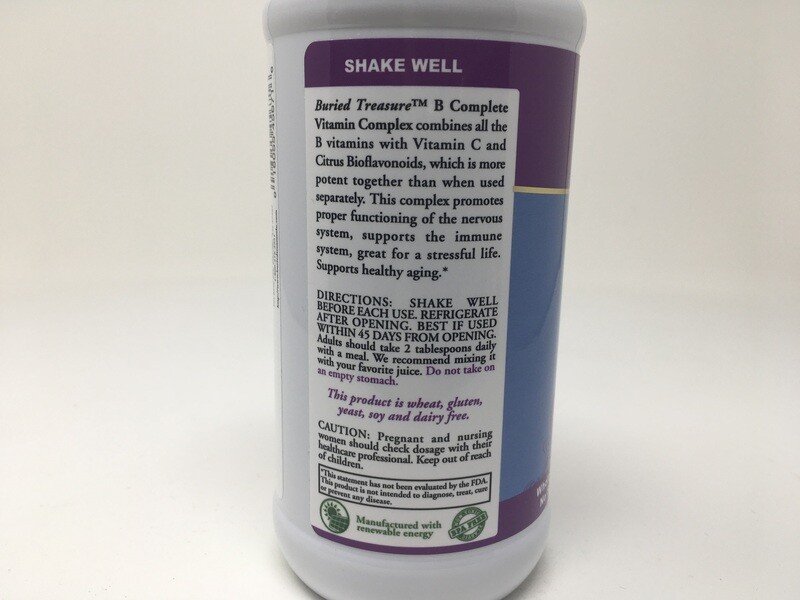 SHAKE WELL
Buried Treasure™ B Complete
Vitamin Complex combines all the
B vitamins with Vitamin C and
Citrus Bioflavonoids, which is more
potent together than when used
separately. This complex promotes
proper functioning of the nervous
system, supports the immune
system, great for a stressful life.
Supports healthy aging.*
DIRECTIONS: SHAKE WELL
BEFORE EACH USE. REFRIGERATE
AFTER OPENING. BEST IF USED
WITHIN 45 DAYS FROM OPENING.
Adults should take 2 tablespoons daily
with a meal. We recommend mixing it
with your favorite juice. Do not take on
an empty stomach.
This product is wheat, gluten,
yeast, soy and dairy free.
CAUTION: Pregnant and nursing
women should check dosage with their
healthcare professional. Keep out of reach
of children.
*This statement has not been evaluated by the FDA.
This product is not intended to diagnose, treat, cure
or prevent any disease.
Manufactured with
renewable energy
BPA FREE